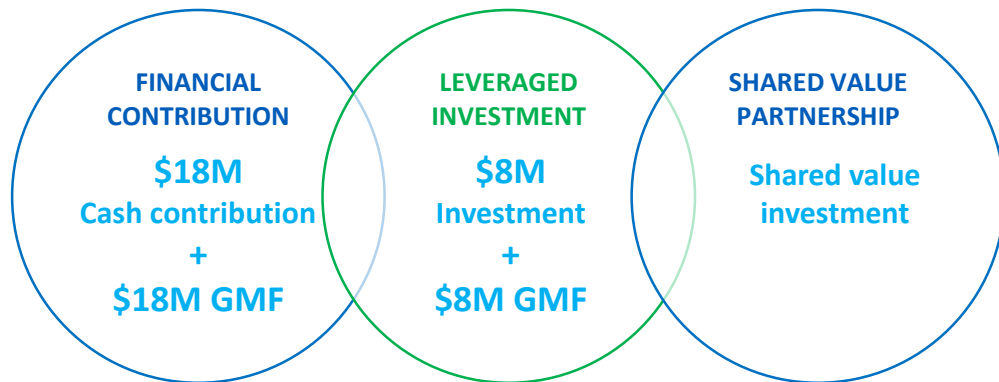 FINANCIAL
CONTRIBUTION
$18M
Cash contribution
+
$18M GMF
LEVERAGED
INVESTMENT
$8M
Investment
+
$8M GMF
SHARED VALUE
PARTNERSHIP
Shared value
investment